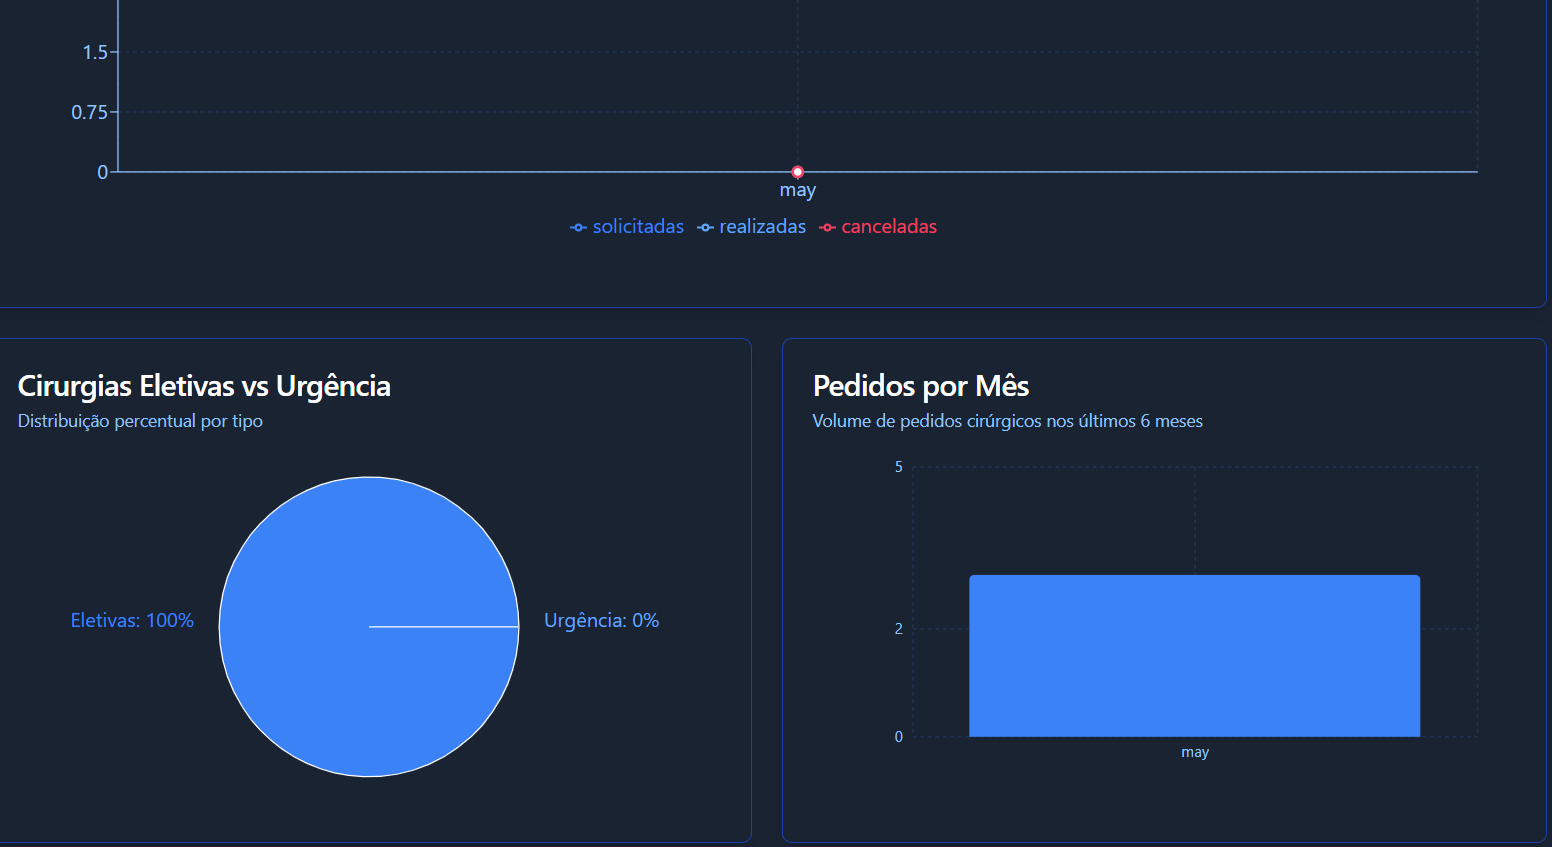 1.5
0.75
0
may
solicitadas realizadas canceladas
Cirurgias Eletivas vs Urgência
Distribuição percentual por tipo
Eletivas: 100%
Urgência: 0%
Pedidos por Mês
Volume de pedidos cirúrgicos nos últimos 6 meses
5
2
0
may